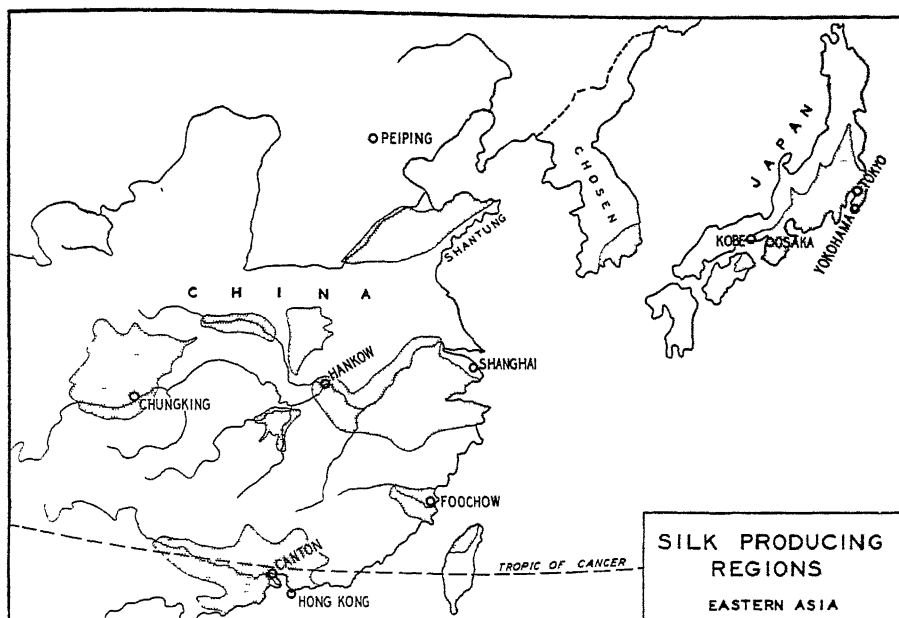 PEIPING
CHOSEN
JAPAN
TOKYO
YOKOHAMA
KOBE
OSAKA
SHANTUNG
CHINA
HANKOW
SHANGHAI
CHUNGKING
FOOCHOW
CANTON
HONG KONG
TROPIC OF CANCER
SILK PRODUCING
REGIONS
EASTERN ASIA